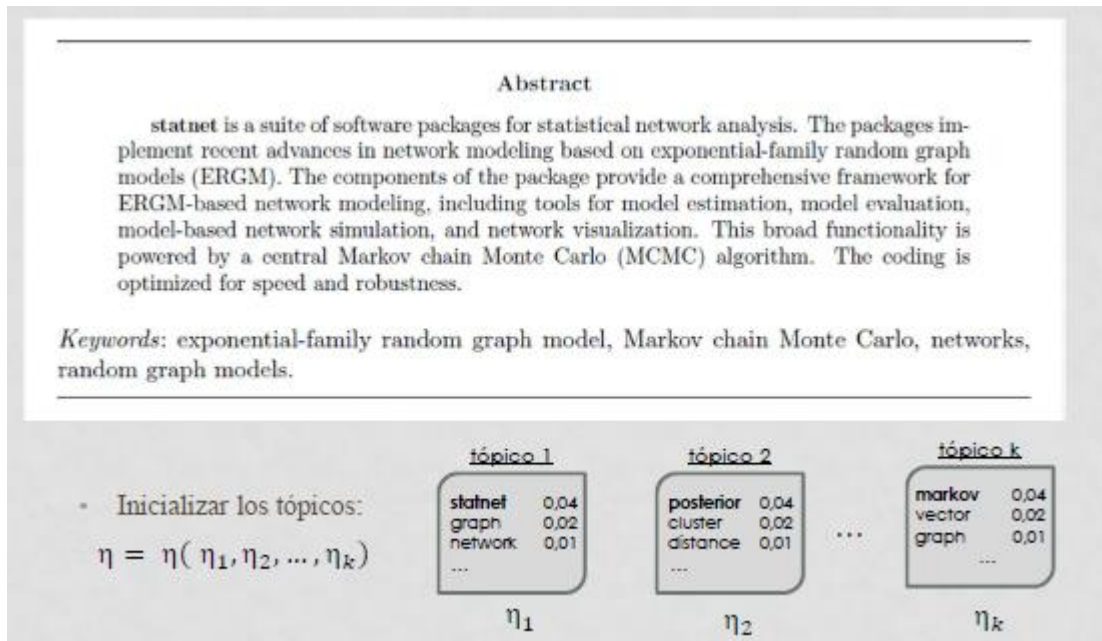 Abstract
statnet is a suite of software packages for statistical network analysis. The packages im-
plement recent advances in network modeling based on exponential-family random graph
models (ERGM). The components of the package provide a comprehensive framework for
ERGM-based network modeling, including tools for model estimation, model evaluation,
model-based network simulation, and network visualization. This broad functionality is
powered by a central Markov chain Monte Carlo (MCMC) algorithm. The coding is
optimized for speed and robustness.
Keywords: exponential-family random graph model, Markov chain Monte Carlo, networks,
random graph models.
• Inicializar los tópicos:
η = η( η₁, η₂, ... , ηₖ)
tópico 1
statnet 0,04
graph 0,02
network 0,01
...
η₁
tópico 2
posterior 0,04
cluster 0,02
distance 0,01
...
η₂
...
tópico k
markov 0,04
vector 0,02
graph 0,01
...
ηₖ